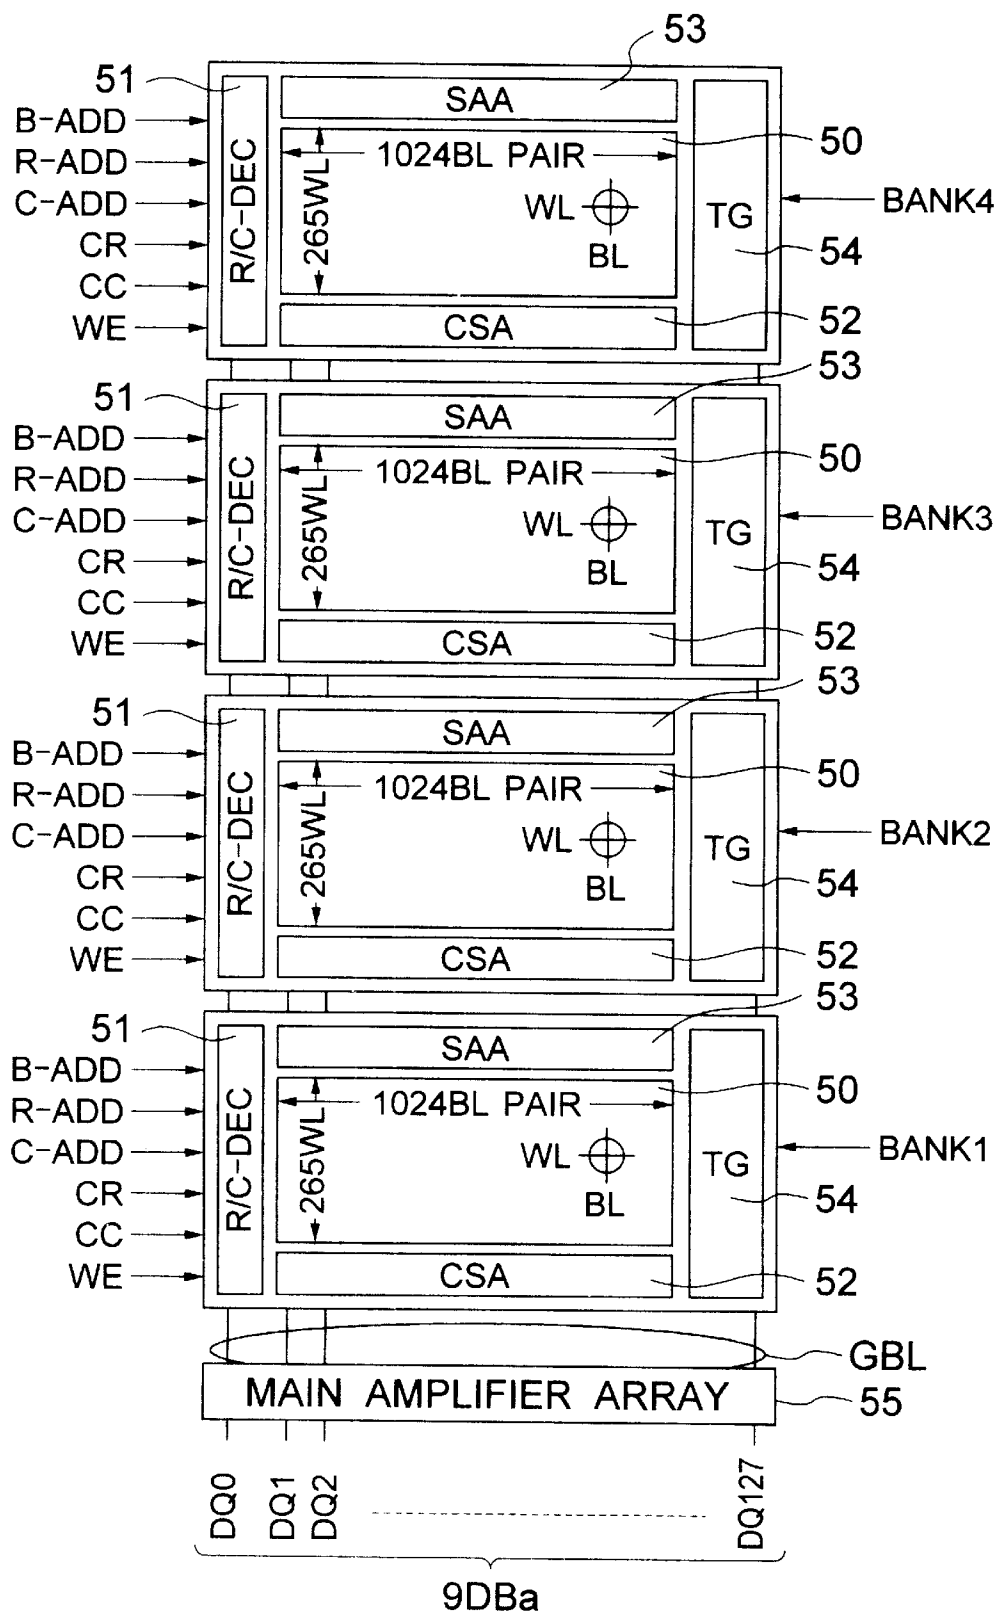 53
51
SAA
B-ADD
50
1024BL PAIR
R-ADD
R/C-DEC
265WL
C-ADD
WL
TG
BANK4
CR
BL
54
CC
WE
CSA
52
53
51
SAA
B-ADD
50
1024BL PAIR
R-ADD
R/C-DEC
265WL
C-ADD
WL
TG
BANK3
CR
BL
54
CC
WE
CSA
52
53
51
SAA
B-ADD
50
1024BL PAIR
R-ADD
R/C-DEC
265WL
C-ADD
WL
TG
BANK2
CR
BL
54
CC
WE
CSA
52
53
51
SAA
B-ADD
50
1024BL PAIR
R-ADD
R/C-DEC
265WL
C-ADD
WL
TG
BANK1
CR
BL
54
CC
WE
CSA
52
GBL
MAIN AMPLIFIER ARRAY
55
DQ0
DQ1
DQ2
DQ127
9DBa